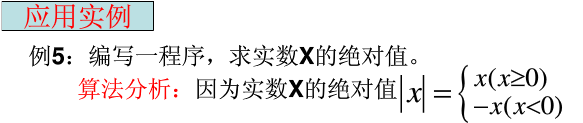 应用实例
例5：编写一程序，求实数X的绝对值。
算法分析：因为实数X的绝对值|x| = { x(x≥0)
−x(x<0)